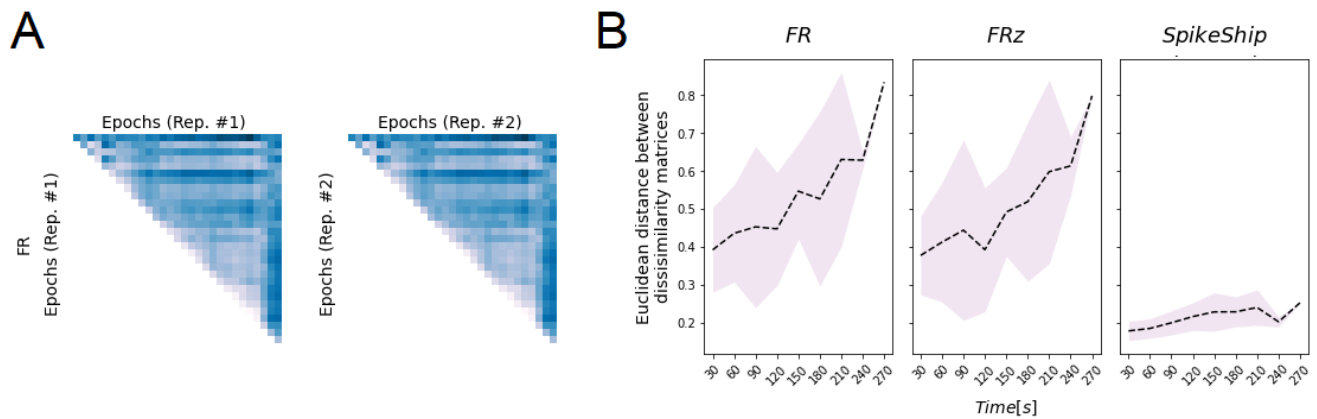 A
Epochs (Rep. #1)
FR
Epochs (Rep. #1)
Epochs (Rep. #2)
Epochs (Rep. #2)
B
FR
FRz
SpikeShip
Euclidean distance between
dissisimilarity matrices
0.8
0.7
0.6
0.5
0.4
0.3
0.2
30 60 90 120 150 180 210 240 270
30 60 90 120 150 180 210 240 270
30 60 90 120 150 180 210 240 270
Time[s]